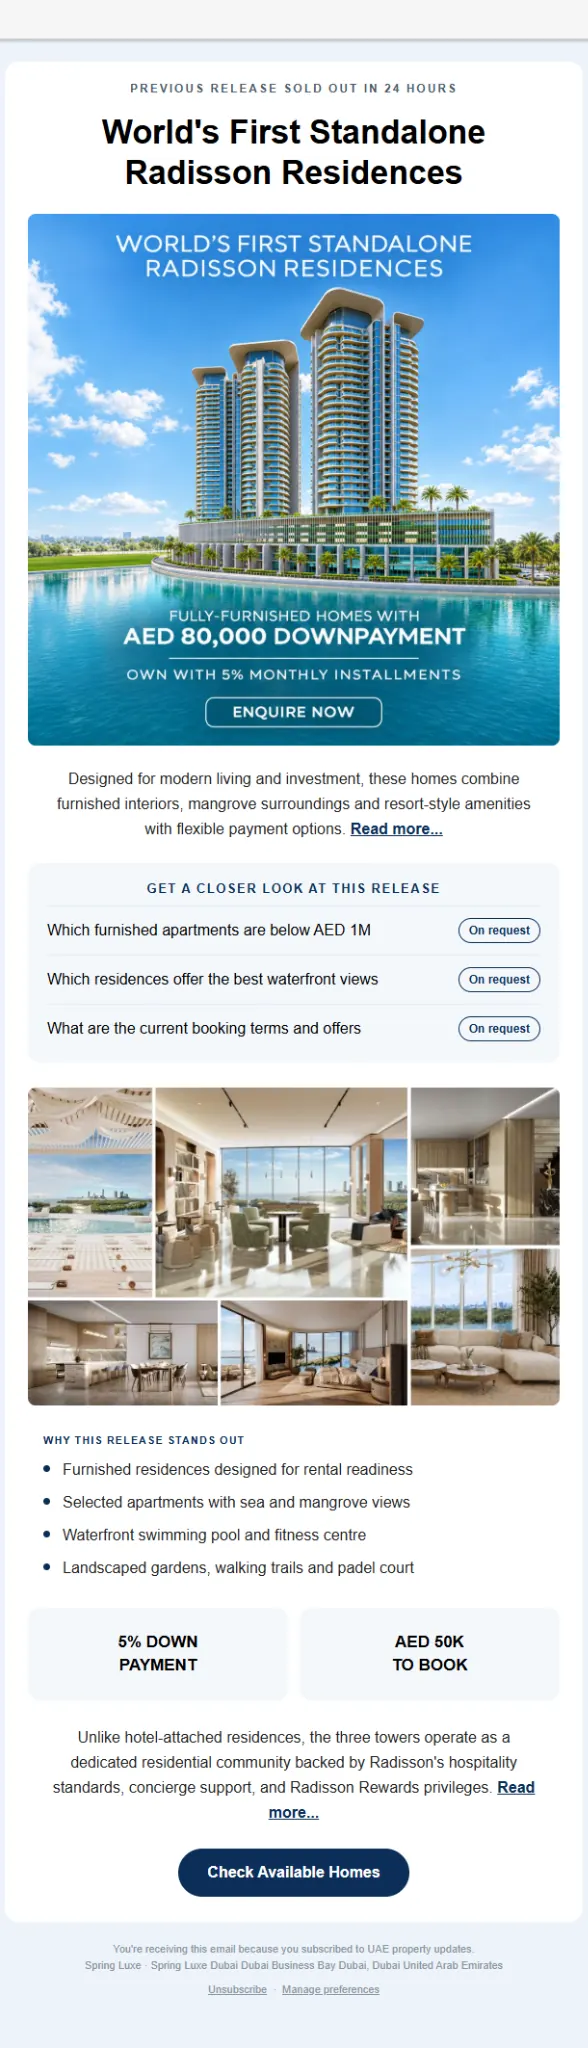 PREVIOUS RELEASE SOLD OUT IN 24 HOURS
World's First Standalone
Radisson Residences
WORLD'S FIRST STANDALONE
RADISSON RESIDENCES
FULLY-FURNISHED HOMES WITH
AED 80,000 DOWNPAYMENT
OWN WITH 5% MONTHLY INSTALLMENTS
ENQUIRE NOW
Designed for modern living and investment, these homes combine
furnished interiors, mangrove surroundings and resort-style amenities
with flexible payment options. Read more...
GET A CLOSER LOOK AT THIS RELEASE
Which furnished apartments are below AED 1M On request
Which residences offer the best waterfront views On request
What are the current booking terms and offers On request
WHY THIS RELEASE STANDS OUT
• Furnished residences designed for rental readiness
• Selected apartments with sea and mangrove views
• Waterfront swimming pool and fitness centre
• Landscaped gardens, walking trails and padel court
5% DOWN
PAYMENT
AED 50K
TO BOOK
Unlike hotel-attached residences, the three towers operate as a
dedicated residential community backed by Radisson's hospitality
standards, concierge support, and Radisson Rewards privileges. Read
more...
Check Available Homes
You're receiving this email because you subscribed to UAE property updates.
Spring Luxe · Spring Luxe Dubai Dubai Business Bay Dubai, Dubai United Arab Emirates
Unsubscribe · Manage preferences